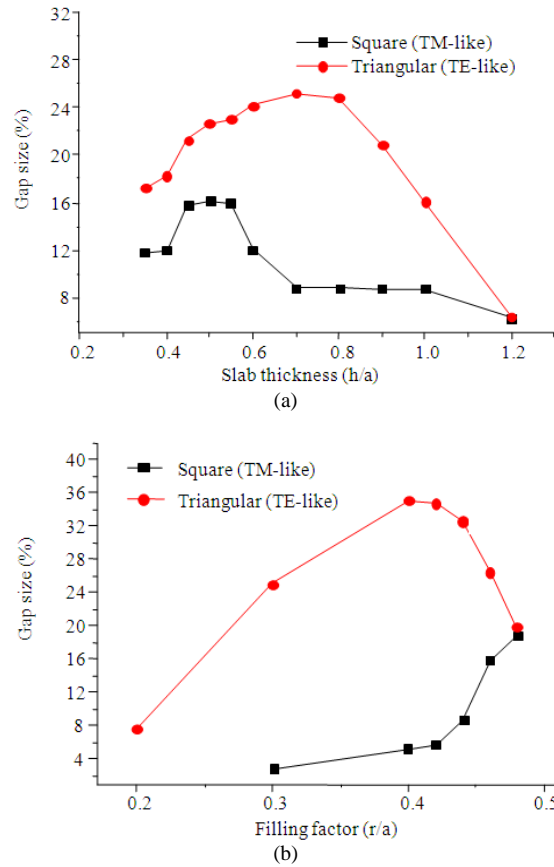 32
28
24
20
16
12
8
Gap size (%)
Square (TM-like)
Triangular (TE-like)
0.2
0.4
0.6
0.8
1.0
1.2
Slab thickness (h/a)
(a)
40
36
32
28
24
20
16
12
8
4
Gap size (%)
Square (TM-like)
Triangular (TE-like)
0.2
0.3
0.4
0.5
Filling factor (r/a)
(b)